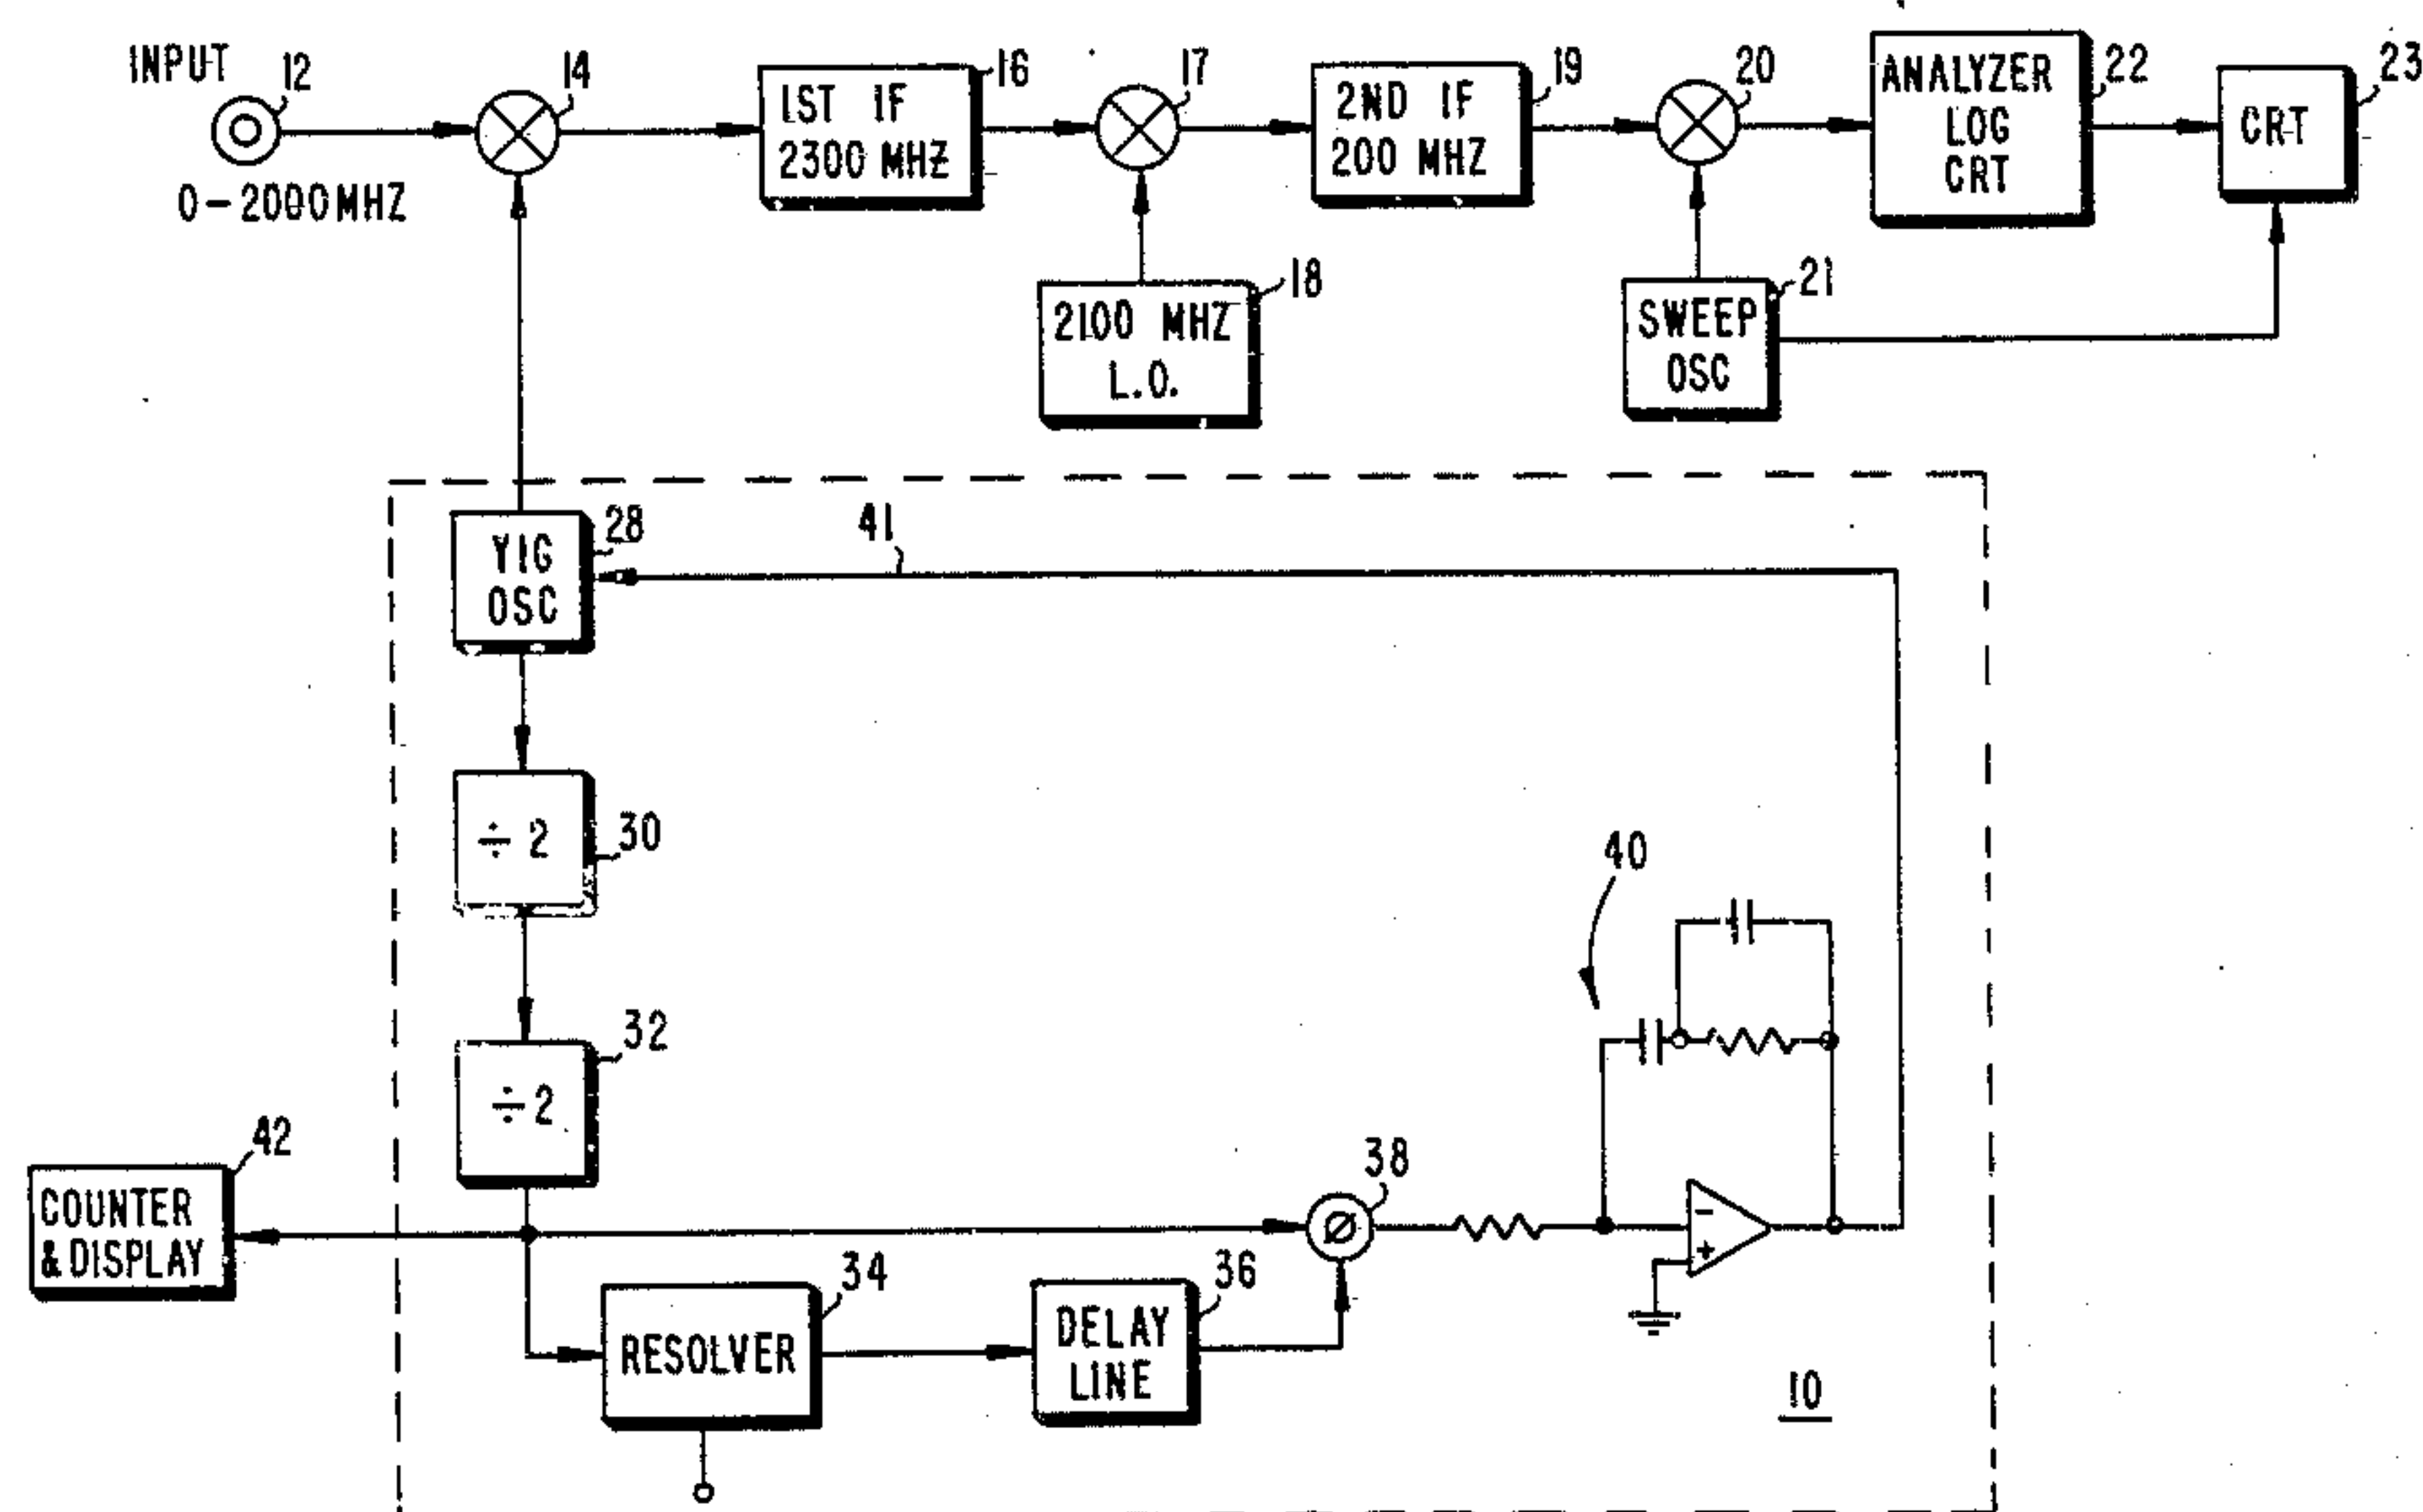 INPUT
12
0-2000MHZ
14
1ST IF
2300 MHZ
16
17
2ND IF
200 MHZ
19
20
ANALYZER
LOG
CRT
22
CRT
23
2100 MHZ
L.O.
18
SWEEP
OSC
21
YIG
OSC
28
41
÷ 2
30
40
÷2
32
COUNTER
& DISPLAY
42
38
Ø
-
+
RESOLVER
34
DELAY
LINE
36
10